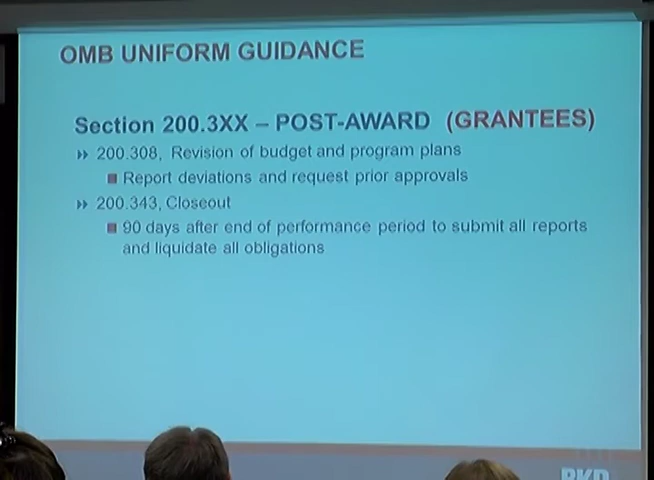 OMB UNIFORM GUIDANCE
Section 200.3XX – POST-AWARD (GRANTEES)
200.308, Revision of budget and program plans
Report deviations and request prior approvals
200.343, Closeout
90 days after end of performance period to submit all reports
and liquidate all obligations
BKD